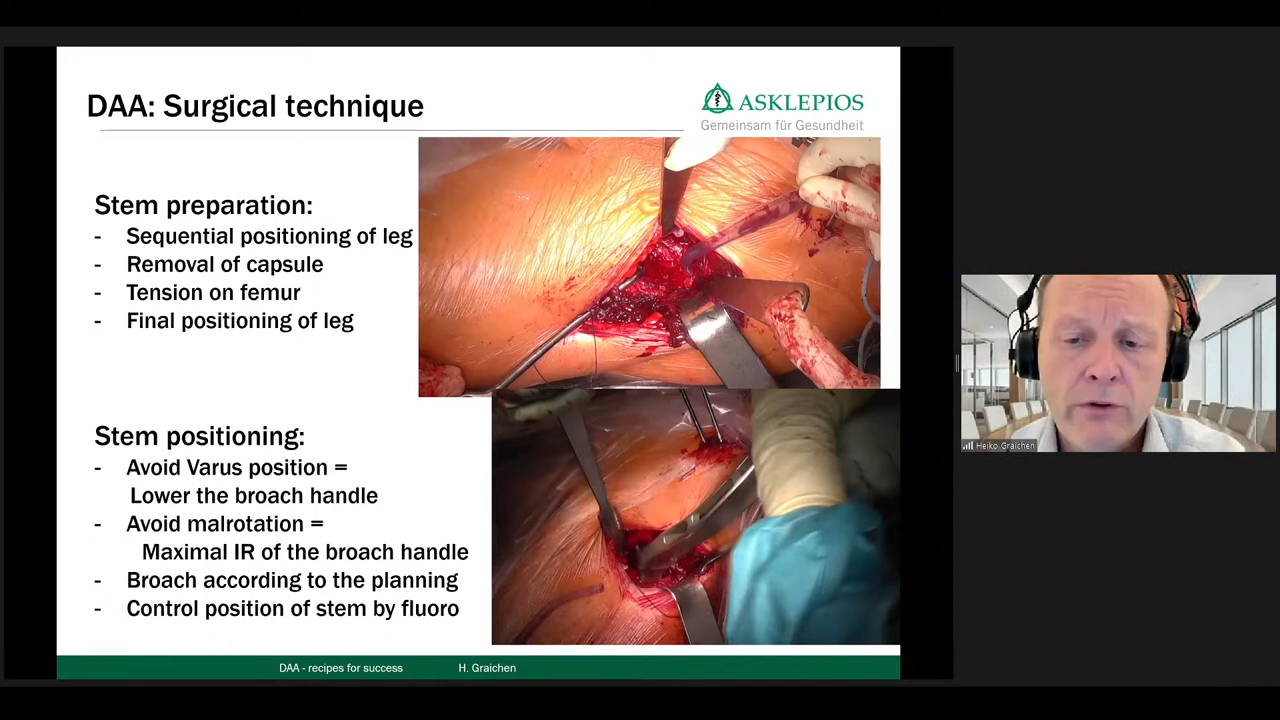 DAA: Surgical technique
ASKLEPIOS
Gemeinsam für Gesundheit
Stem preparation:
- Sequential positioning of leg
- Removal of capsule
- Tension on femur
- Final positioning of leg
Stem positioning:
- Avoid Varus position =
Lower the broach handle
- Avoid malrotation =
Maximal IR of the broach handle
- Broach according to the planning
- Control position of stem by fluoro
DAA - recipes for success H. Graichen
Heiko Graichen